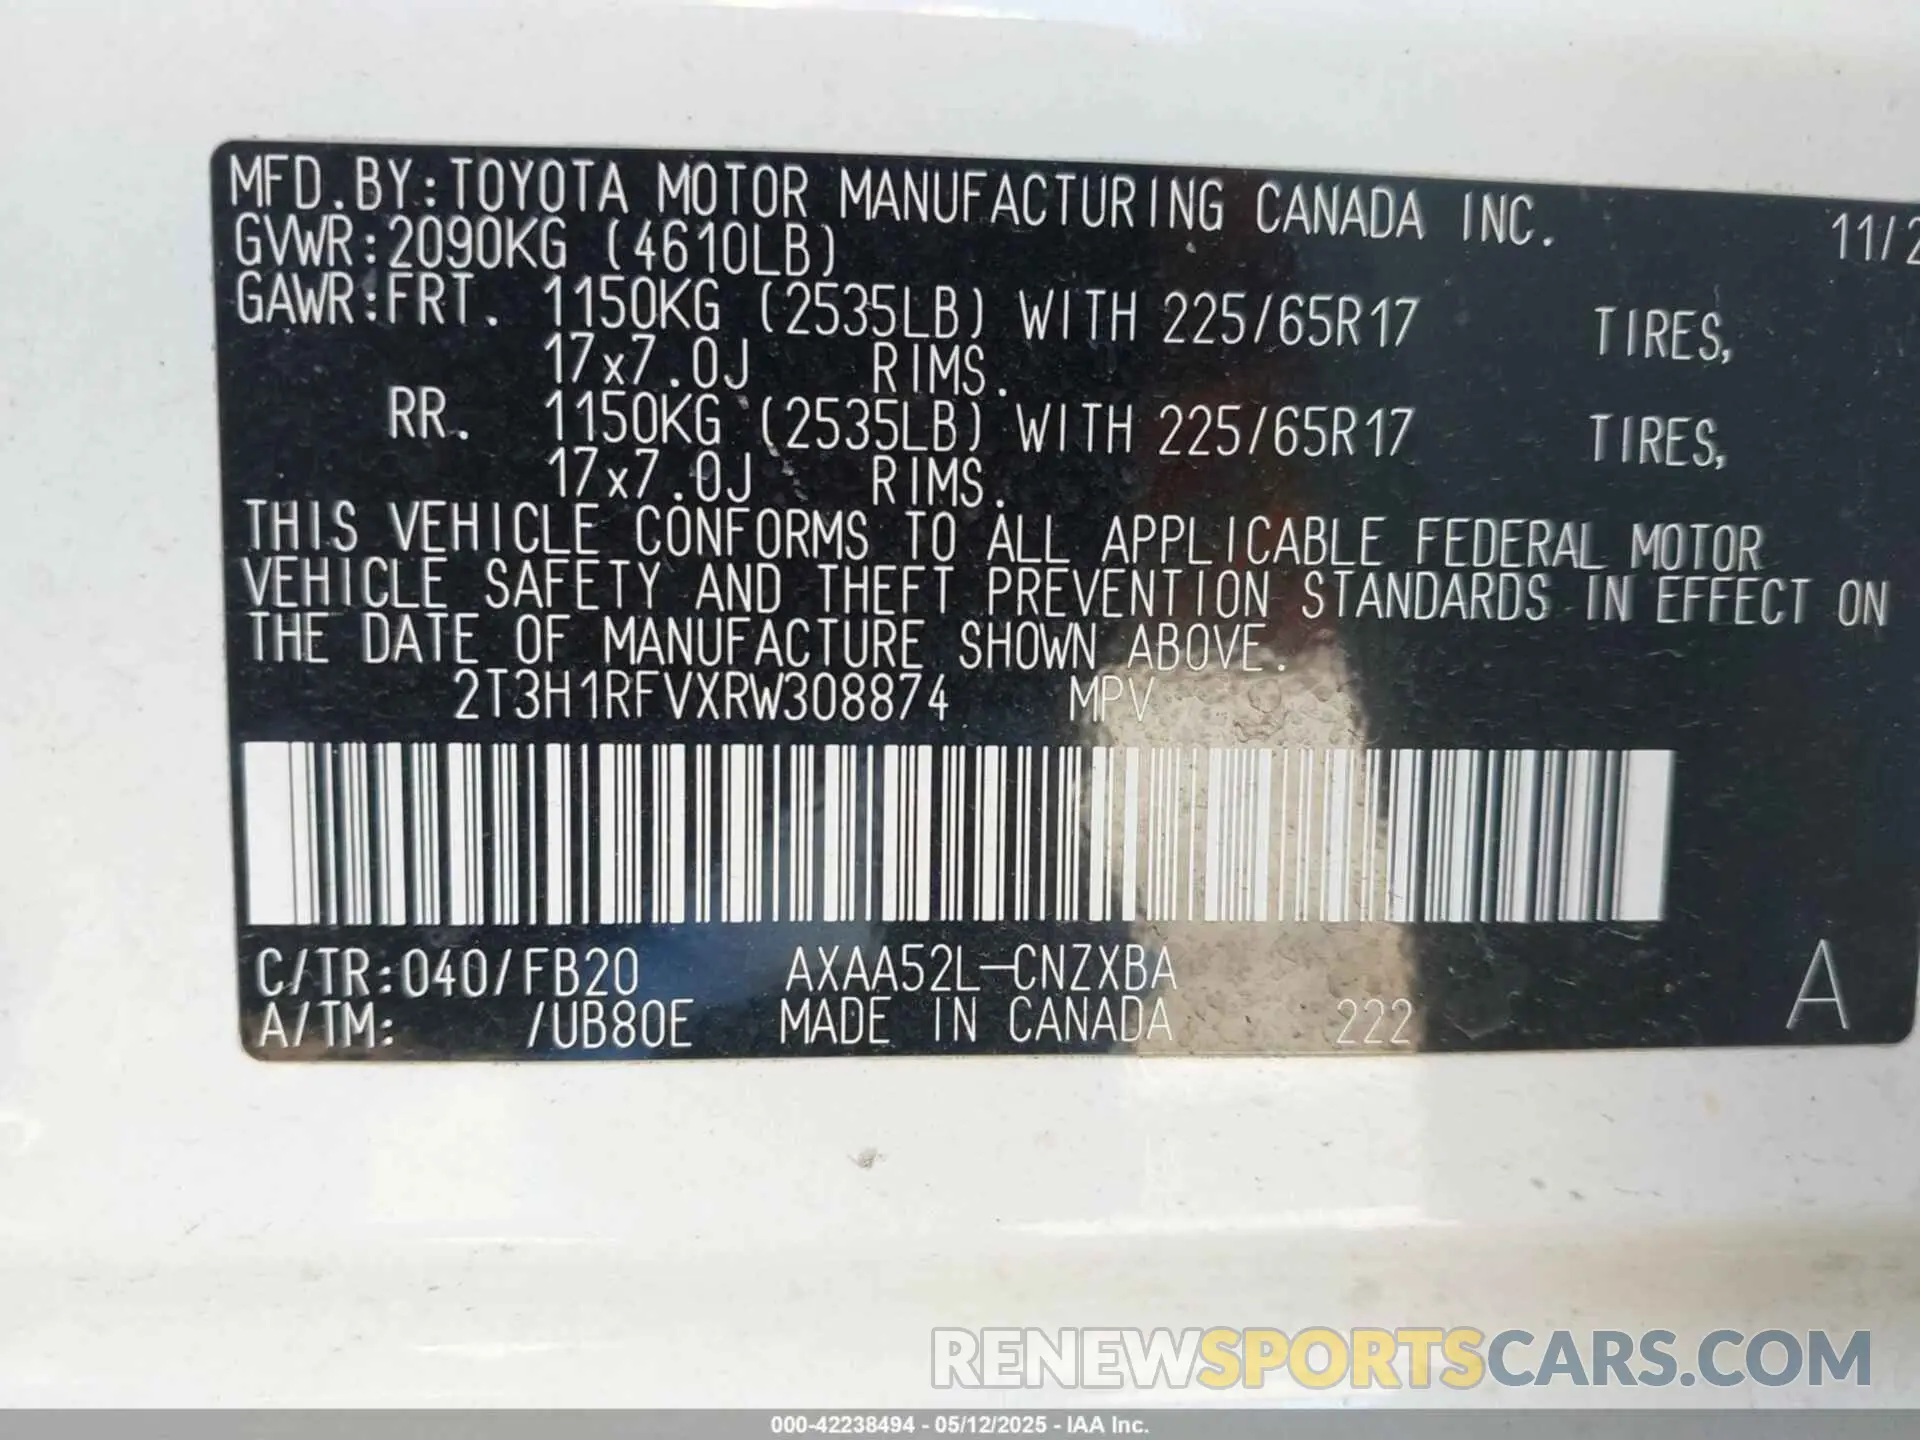 MFD.BY:TOYOTA MOTOR MANUFACTURING CANADA INC. 11/2
GVWR:2090KG (4610LB)
GAWR:FRT. 1150KG (2535LB) WITH 225/65R17 TIRES,
17x7.0J RIMS.
RR. 1150KG (2535LB) WITH 225/65R17 TIRES,
17x7.0J RIMS.
THIS VEHICLE CONFORMS TO ALL APPLICABLE FEDERAL MOTOR
VEHICLE SAFETY AND THEFT PREVENTION STANDARDS IN EFFECT ON
THE DATE OF MANUFACTURE SHOWN ABOVE.
2T3H1RFVXRW308874 MPV
C/TR:040/FB20 AXAA52L-CNZXBA A
A/TM: /UB80E MADE IN CANADA 222
RENEWSPORTSCARS.COM
000-42238494 - 05/12/2025 - IAA Inc.